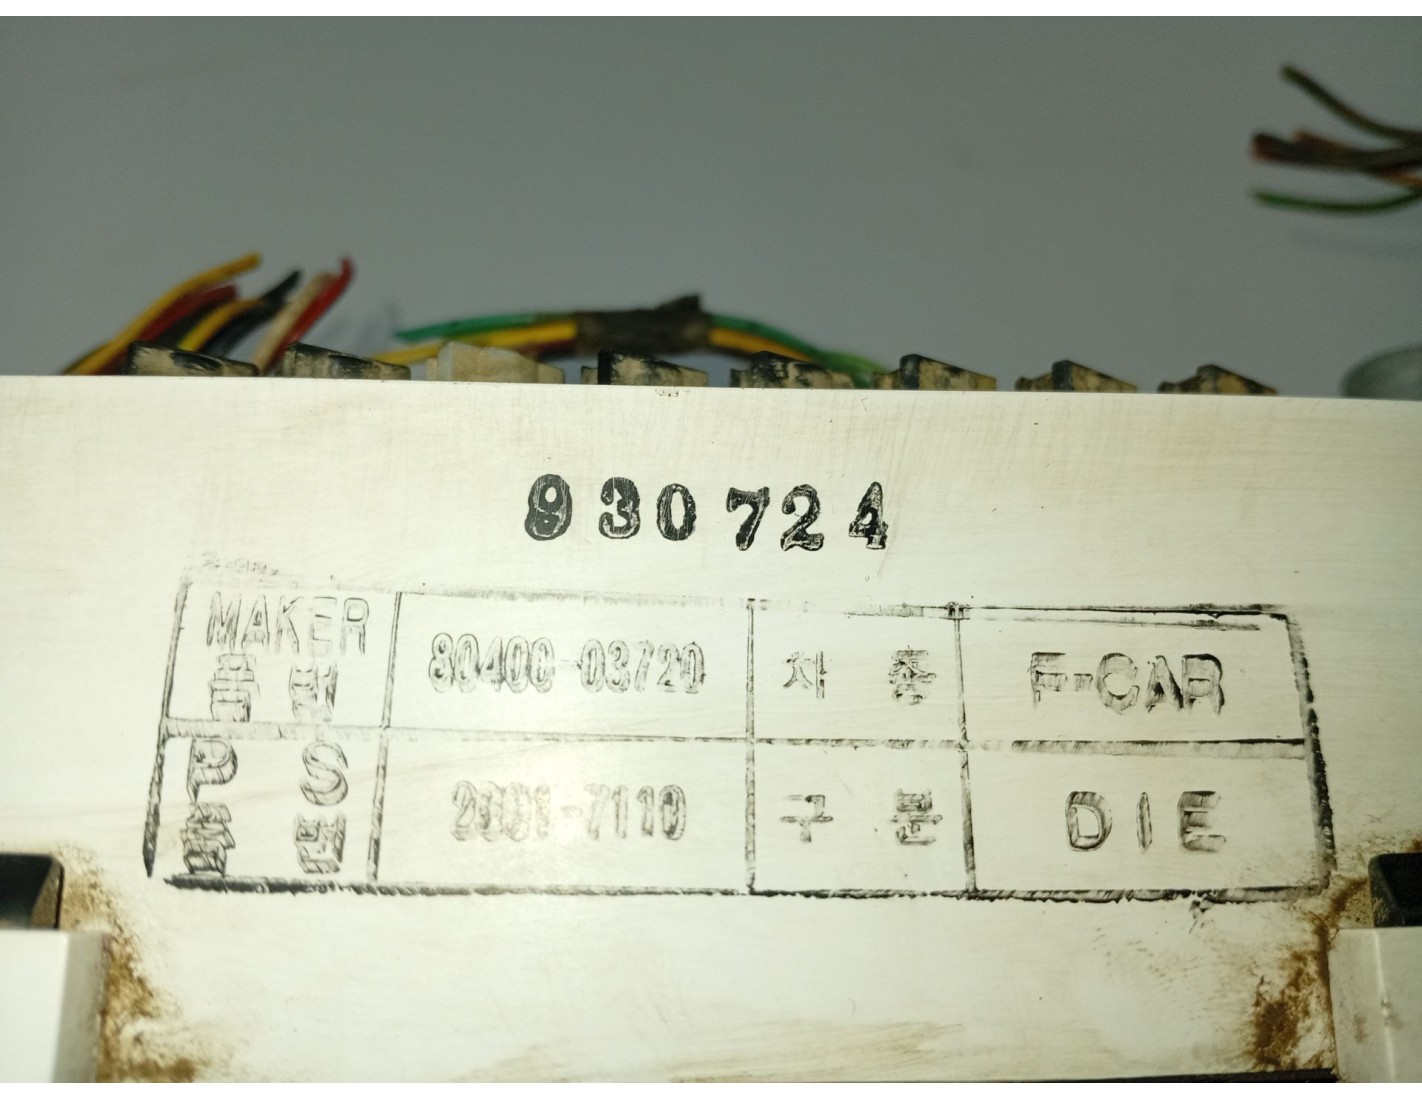 930724
MAKER 80400-03720 차 종 F-CAR
품 번
P S 2001-7110 구 분 DIE
품 번